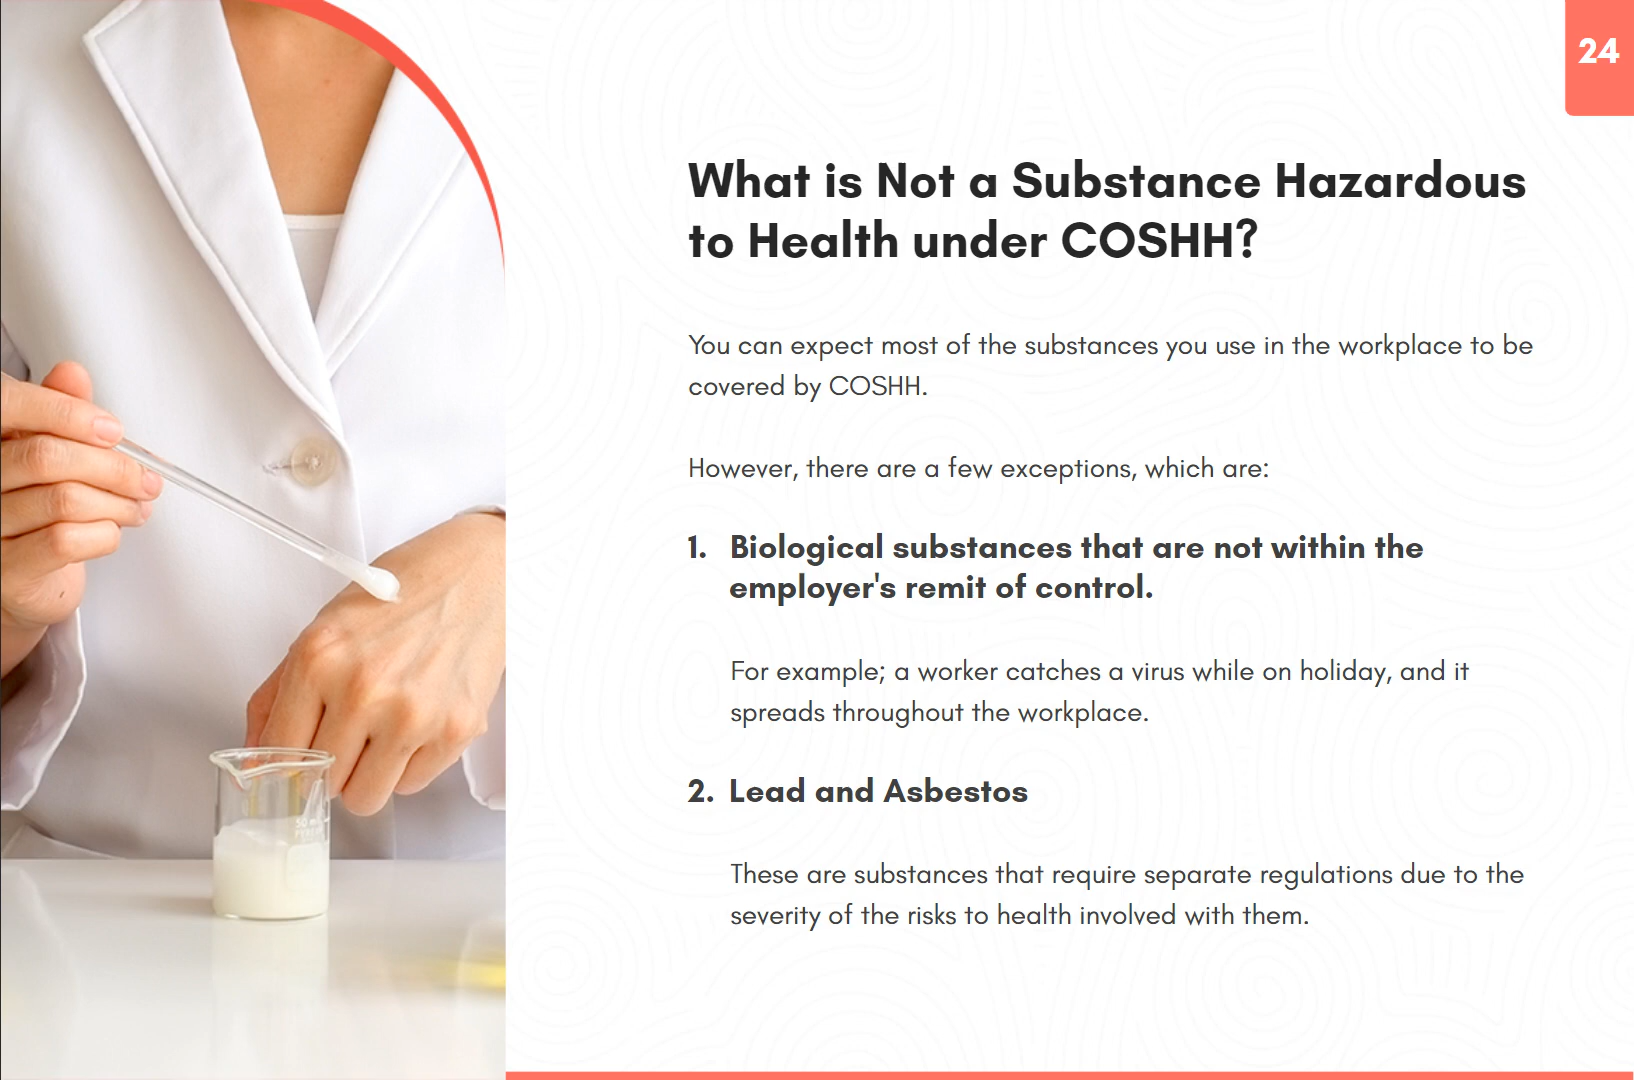 24
What is Not a Substance Hazardous
to Health under COSHH?
You can expect most of the substances you use in the workplace to be
covered by COSHH.
However, there are a few exceptions, which are:
1. Biological substances that are not within the
employer's remit of control.
For example; a worker catches a virus while on holiday, and it
spreads throughout the workplace.
2. Lead and Asbestos
These are substances that require separate regulations due to the
severity of the risks to health involved with them.
50 ml